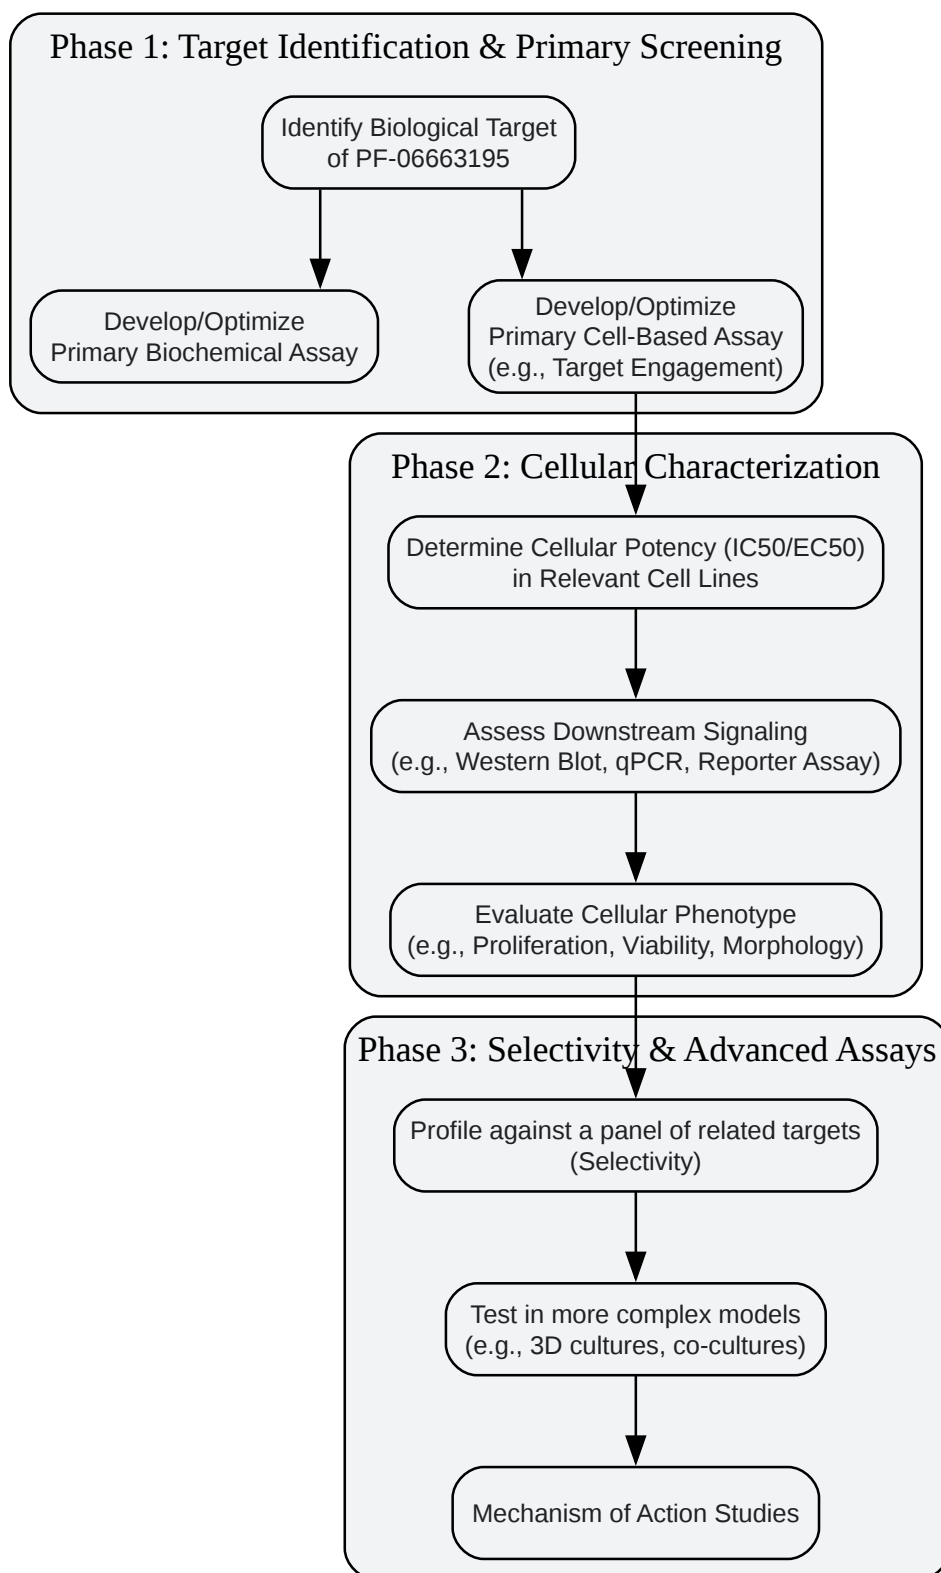 Phase 1: Target Identification & Primary Screening
Identify Biological Target
of PF-06663195
Develop/Optimize
Primary Biochemical Assay
Develop/Optimize
Primary Cell-Based Assay
(e.g., Target Engagement)
Phase 2: Cellular Characterization
Determine Cellular Potency (IC50/EC50)
in Relevant Cell Lines
Assess Downstream Signaling
(e.g., Western Blot, qPCR, Reporter Assay)
Evaluate Cellular Phenotype
(e.g., Proliferation, Viability, Morphology)
Phase 3: Selectivity & Advanced Assays
Profile against a panel of related targets
(Selectivity)
Test in more complex models
(e.g., 3D cultures, co-cultures)
Mechanism of Action Studies